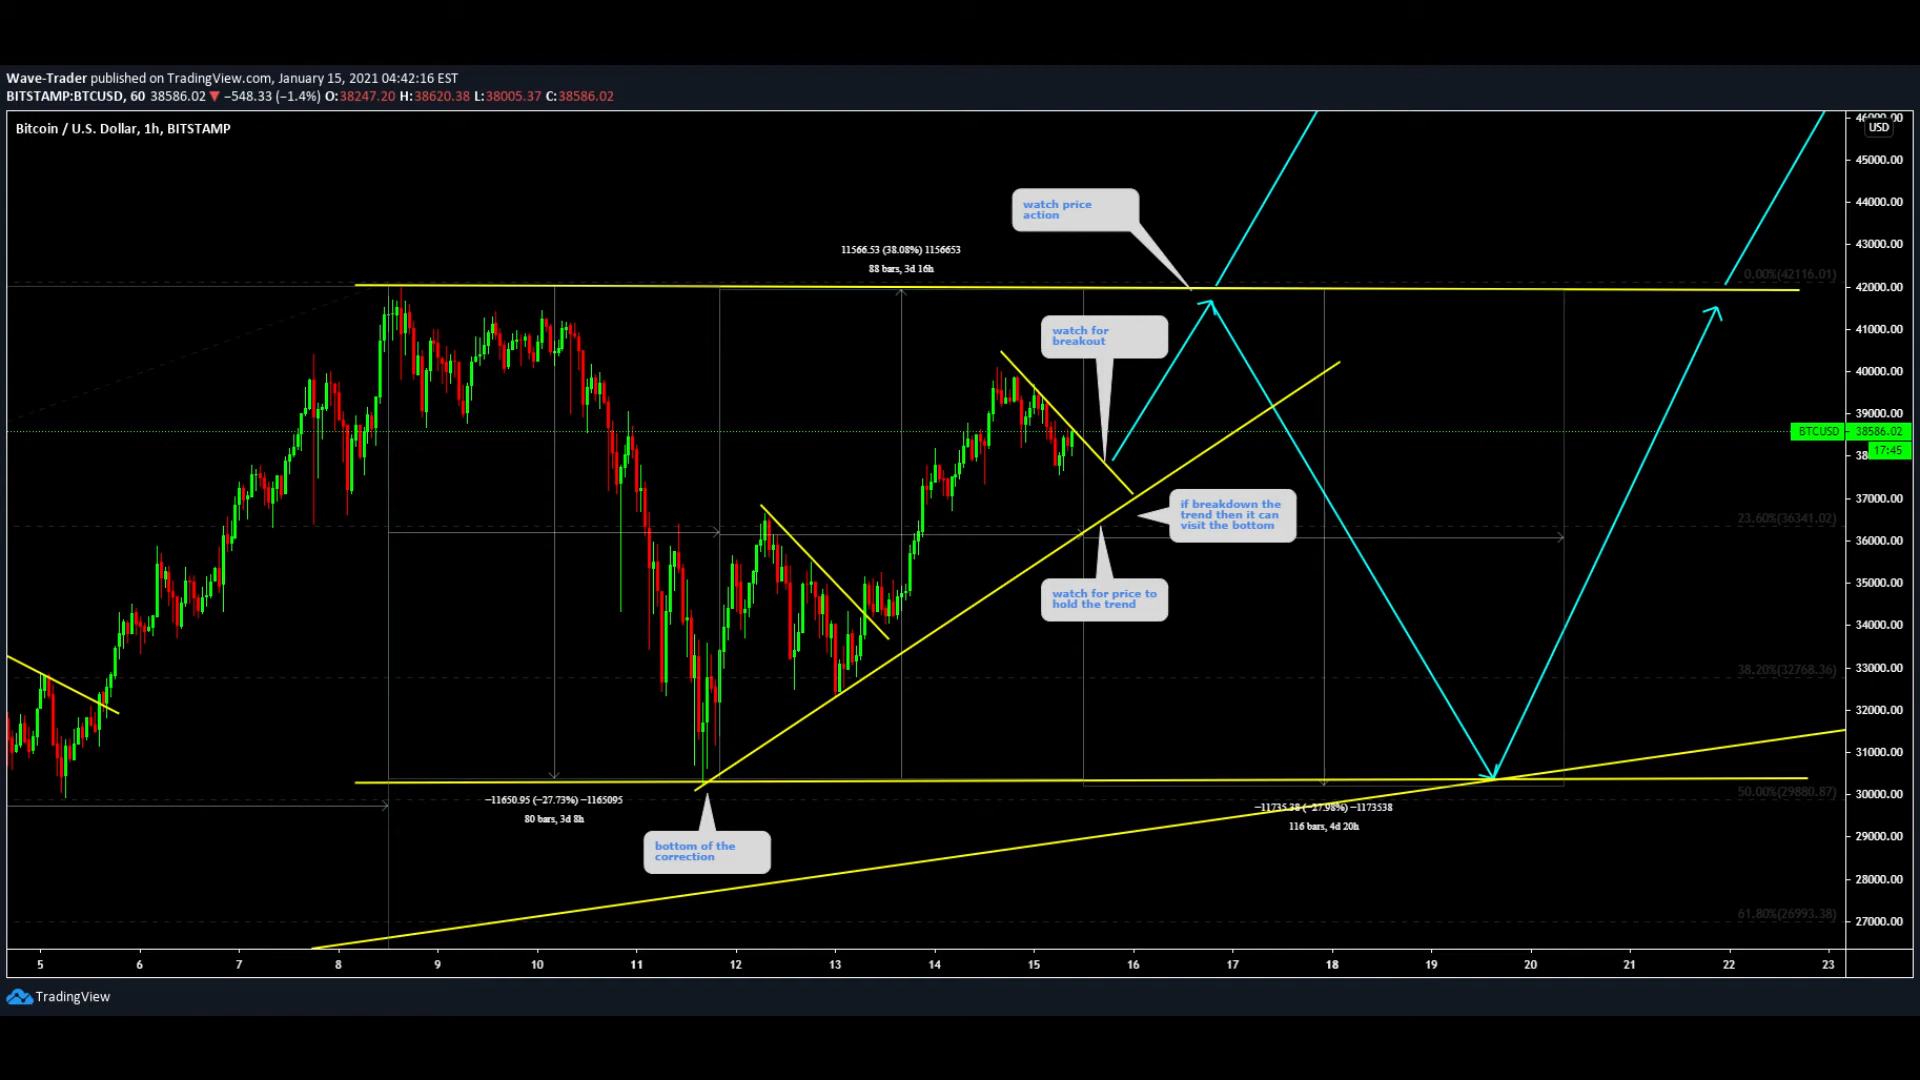 Wave-Trader published on TradingView.com, January 15, 2021 04:42:16 EST
BITSTAMP:BTCUSD, 60 38586.02 ▼ −548.33 (−1.4%) O:38247.20 H:38620.38 L:38005.37 C:38586.02
Bitcoin / U.S. Dollar, 1h, BITSTAMP
USD
45000.00
44000.00
43000.00
42000.00
41000.00
40000.00
39000.00
BTCUSD 38586.02
17:45
37000.00
36000.00
35000.00
34000.00
33000.00
32000.00
31000.00
30000.00
29000.00
28000.00
27000.00
watch price
action
11566.53 (38.08%) 1156653
88 bars, 3d 16h
0.00%(42116.01)
watch for
breakout
if breakdown the
trend then it can
visit the bottom
23.60%(36341.02)
watch for price to
hold the trend
38.20%(32768.36)
50.00%(29880.87)
−11650.95 (−27.73%) −1165095
80 bars, 3d 8h
−11735.38 (−27.98%) −1173538
116 bars, 4d 20h
bottom of the
correction
61.80%(26993.38)
5 6 7 8 9 10 11 12 13 14 15 16 17 18 19 20 21 22 23
TradingView